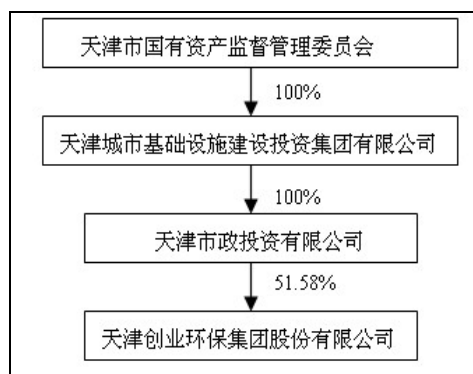 天津市国有资产监督管理委员会
100%
天津城市基础设施建设投资集团有限公司
100%
天津市政投资有限公司
51.58%
天津创业环保集团股份有限公司